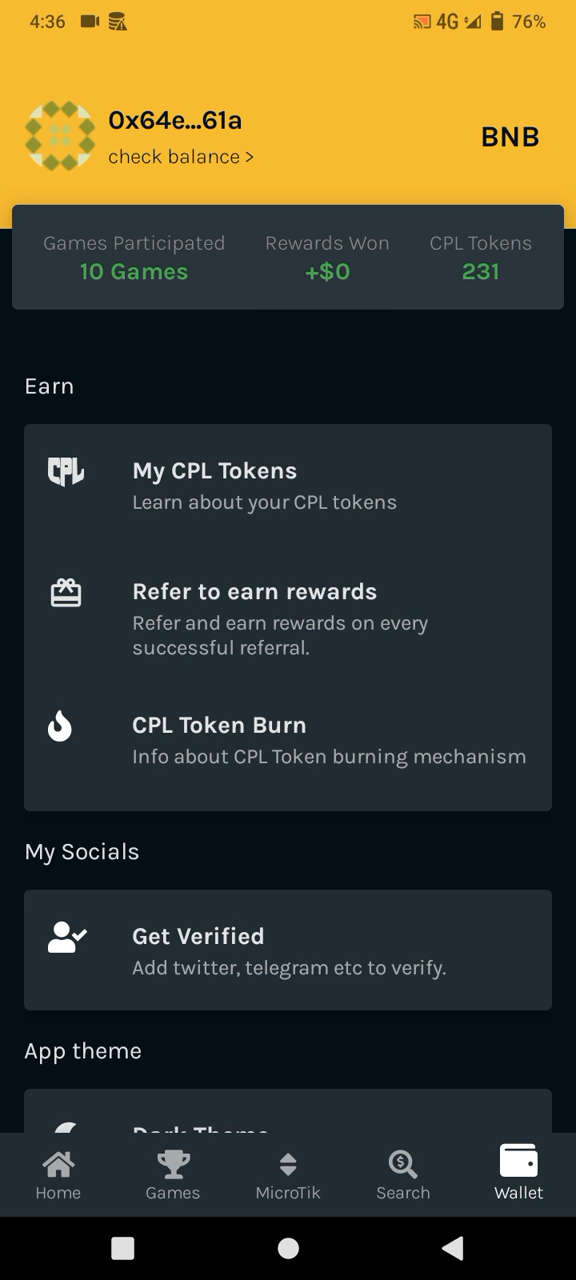 4:36 4G 76%
0x64e...61a
check balance >
BNB
Games Participated Rewards Won CPL Tokens
10 Games +$0 231
Earn
CPL
My CPL Tokens
Learn about your CPL tokens
Refer to earn rewards
Refer and earn rewards on every
successful referral.
CPL Token Burn
Info about CPL Token burning mechanism
My Socials
Get Verified
Add twitter, telegram etc to verify.
App theme
Dark Theme
Home Games MicroTik Search Wallet